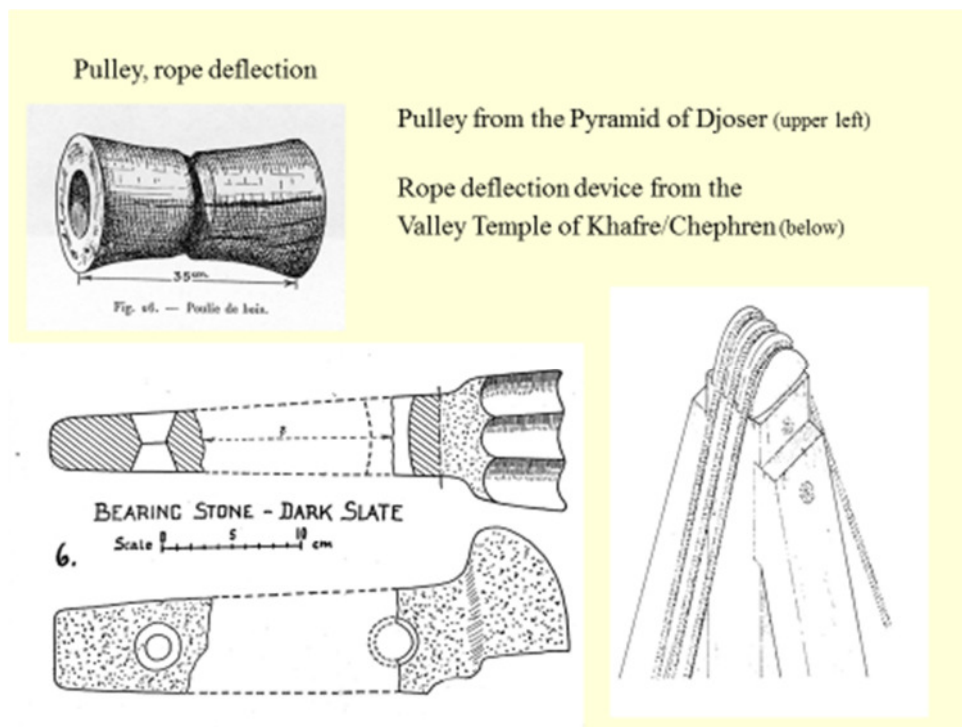 Pulley, rope deflection
Pulley from the Pyramid of Djoser (upper left)
Rope deflection device from the
Valley Temple of Khafre/Chephren (below)
35cm
Fig. 26. — Poulie de bois.
?
BEARING STONE - DARK SLATE
Scale 0 5 10 cm
6.